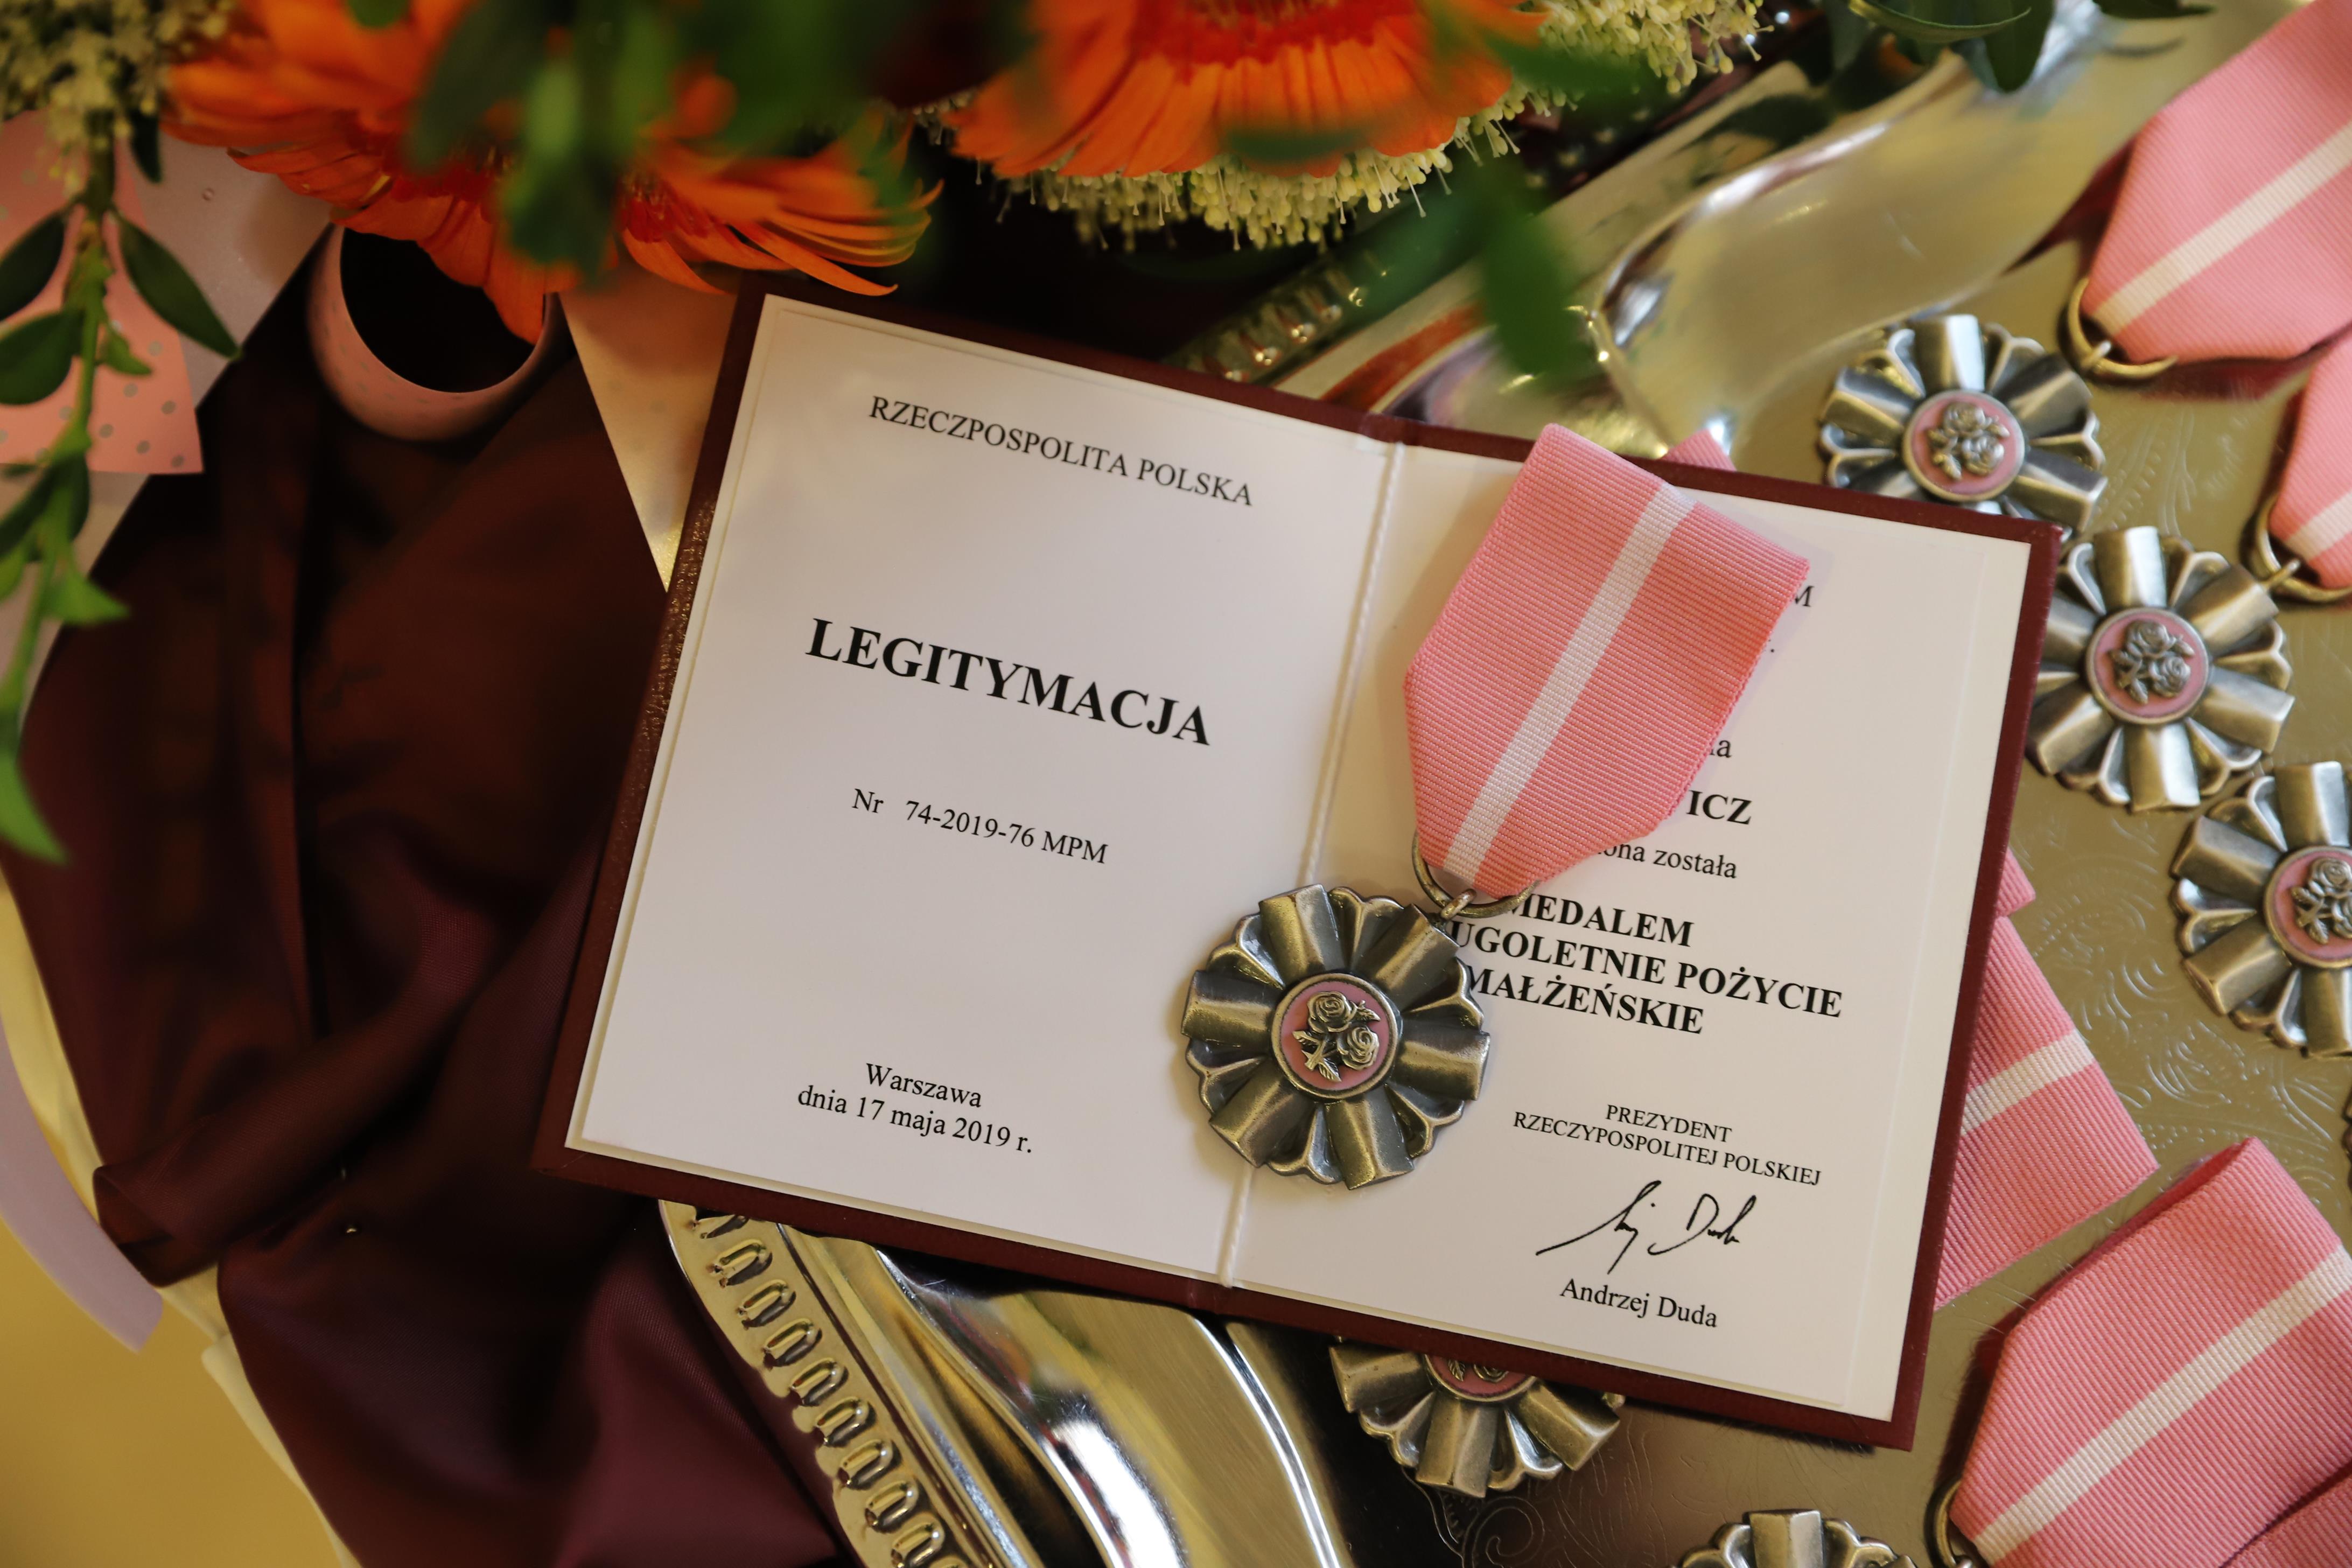 RZECZPOSPOLITA POLSKA
LEGITYMACJA
Nr 74-2019-76 MPM
Warszawa
dnia 17 maja 2019 r.
została
MEDALEM
POŻYCIE
MAŁŻEŃSKIE
PREZYDENT
RZECZYPOSPOLITEJ POLSKIEJ
Andrzej Duda